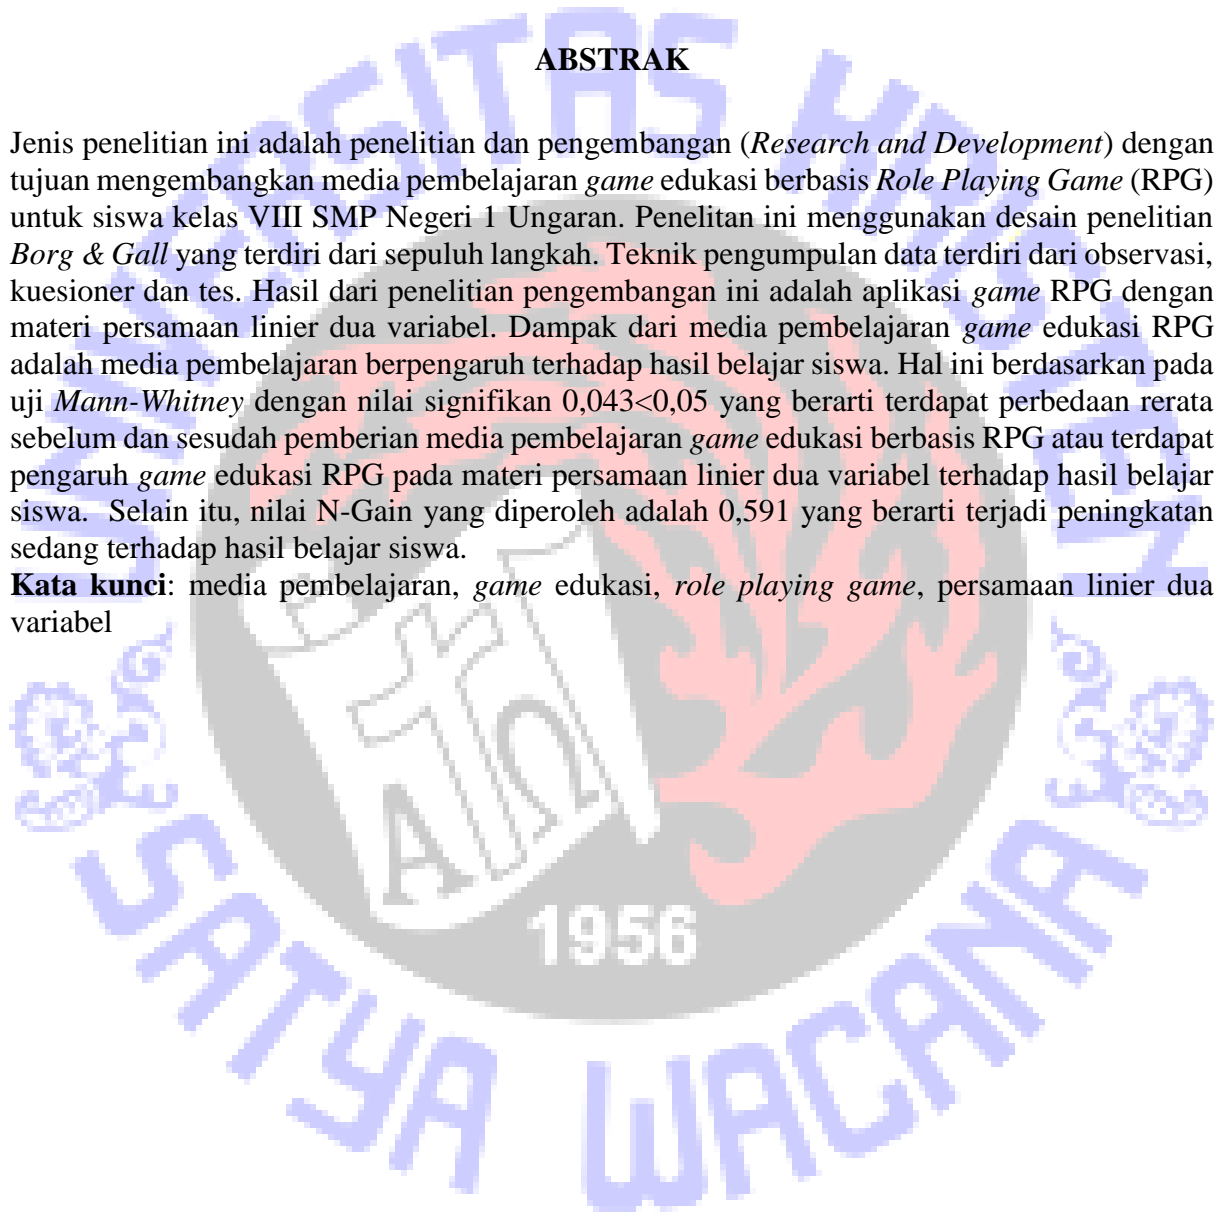 ABSTRAK
Jenis penelitian ini adalah penelitian dan pengembangan (Research and Development) dengan
tujuan mengembangkan media pembelajaran game edukasi berbasis Role Playing Game (RPG)
untuk siswa kelas VIII SMP Negeri 1 Ungaran. Penelitan ini menggunakan desain penelitian
Borg & Gall yang terdiri dari sepuluh langkah. Teknik pengumpulan data terdiri dari observasi,
kuesioner dan tes. Hasil dari penelitian pengembangan ini adalah aplikasi game RPG dengan
materi persamaan linier dua variabel. Dampak dari media pembelajaran game edukasi RPG
adalah media pembelajaran berpengaruh terhadap hasil belajar siswa. Hal ini berdasarkan pada
uji Mann-Whitney dengan nilai signifikan 0,043<0,05 yang berarti terdapat perbedaan rerata
sebelum dan sesudah pemberian media pembelajaran game edukasi berbasis RPG atau terdapat
pengaruh game edukasi RPG pada materi persamaan linier dua variabel terhadap hasil belajar
siswa. Selain itu, nilai N-Gain yang diperoleh adalah 0,591 yang berarti terjadi peningkatan
sedang terhadap hasil belajar siswa.
Kata kunci: media pembelajaran, game edukasi, role playing game, persamaan linier dua
variabel
UNIVERSITAS KRISTEN
SATYA WACANA
ΑΩ
1956